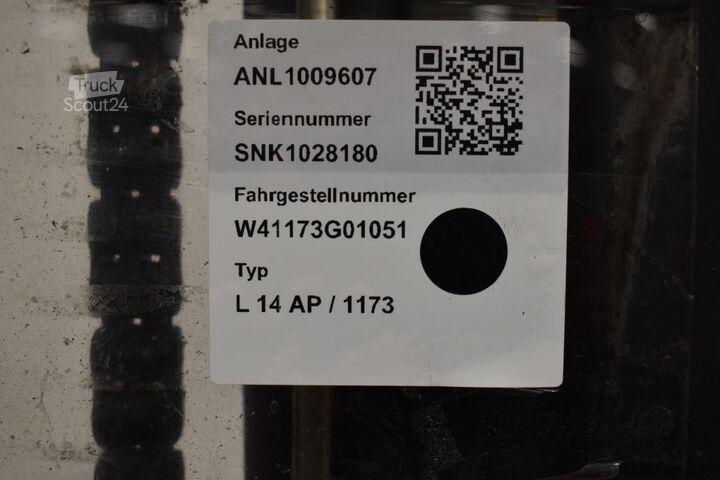 Truck
Scout24
Anlage
ANL1009607
Seriennummer
SNK1028180
Fahrgestellnummer
W41173G01051
Typ
L 14 AP / 1173